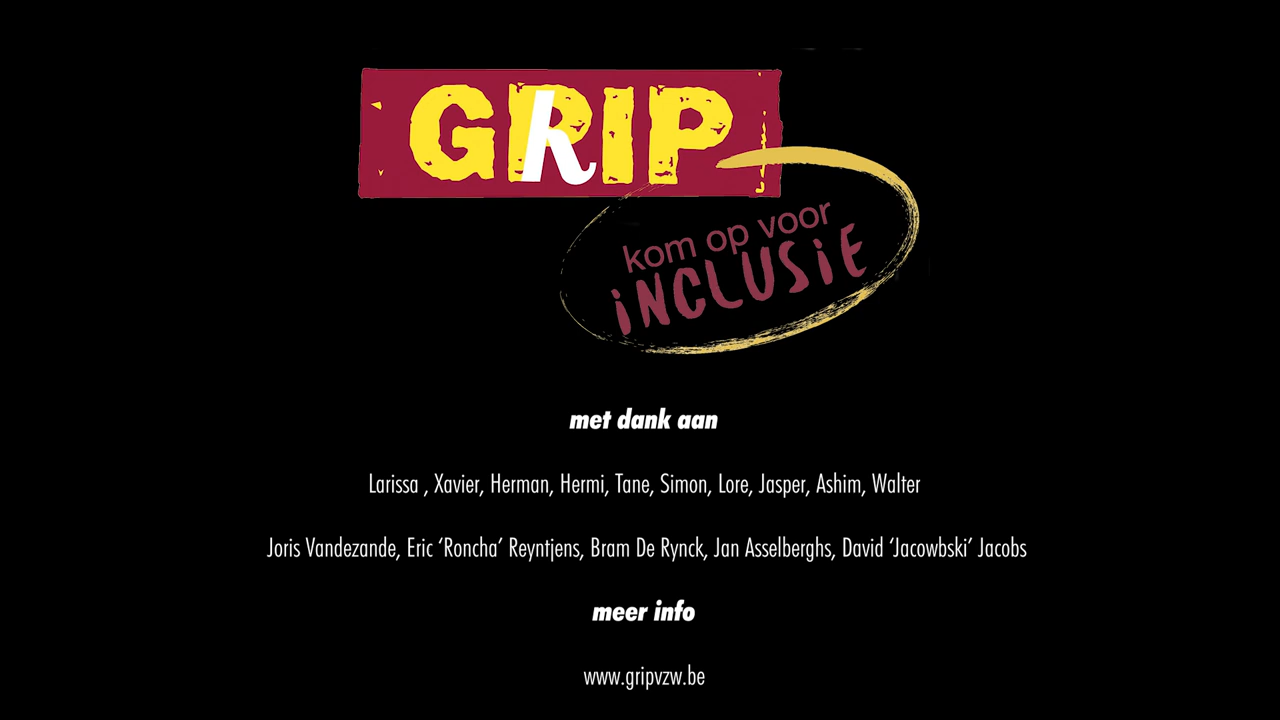 GRIP
kom op voor
iNCLUSiE
met dank aan
Larissa , Xavier, Herman, Hermi, Tane, Simon, Lore, Jasper, Ashim, Walter
Joris Vandezande, Eric ‘Roncha’ Reyntjens, Bram De Rynck, Jan Asselberghs, David ‘Jacowbski’ Jacobs
meer info
www.gripvzw.be